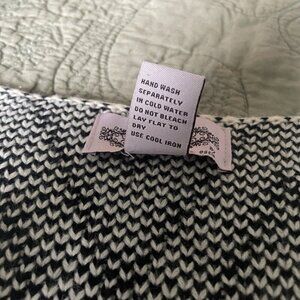 HAND WASH
SEPARATELY
IN COLD WATER
DO NOT BLEACH
LAY FLAT TO
DRY
USE COOL IRON